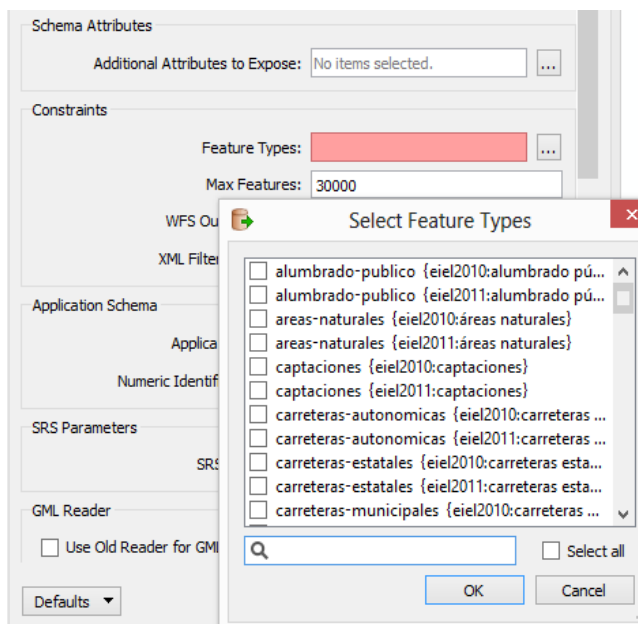 Schema Attributes
Additional Attributes to Expose: No items selected. ...
Constraints
Feature Types: ...
Max Features: 30000
WFS Ou
XML Filter
Application Schema
Applica
Numeric Identif
SRS Parameters
SRS
GML Reader
Use Old Reader for GML
Defaults
Select Feature Types
alumbrado-publico {eiel2010:alumbrado pú...
alumbrado-publico {eiel2011:alumbrado pú...
areas-naturales {eiel2010:áreas naturales}
areas-naturales {eiel2011:áreas naturales}
captaciones {eiel2010:captaciones}
captaciones {eiel2011:captaciones}
carreteras-autonomicas {eiel2010:carreteras ...
carreteras-autonomicas {eiel2011:carreteras ...
carreteras-estatales {eiel2010:carreteras esta...
carreteras-estatales {eiel2011:carreteras esta...
carreteras-municipales {eiel2010:carreteras ...
Select all
OK Cancel